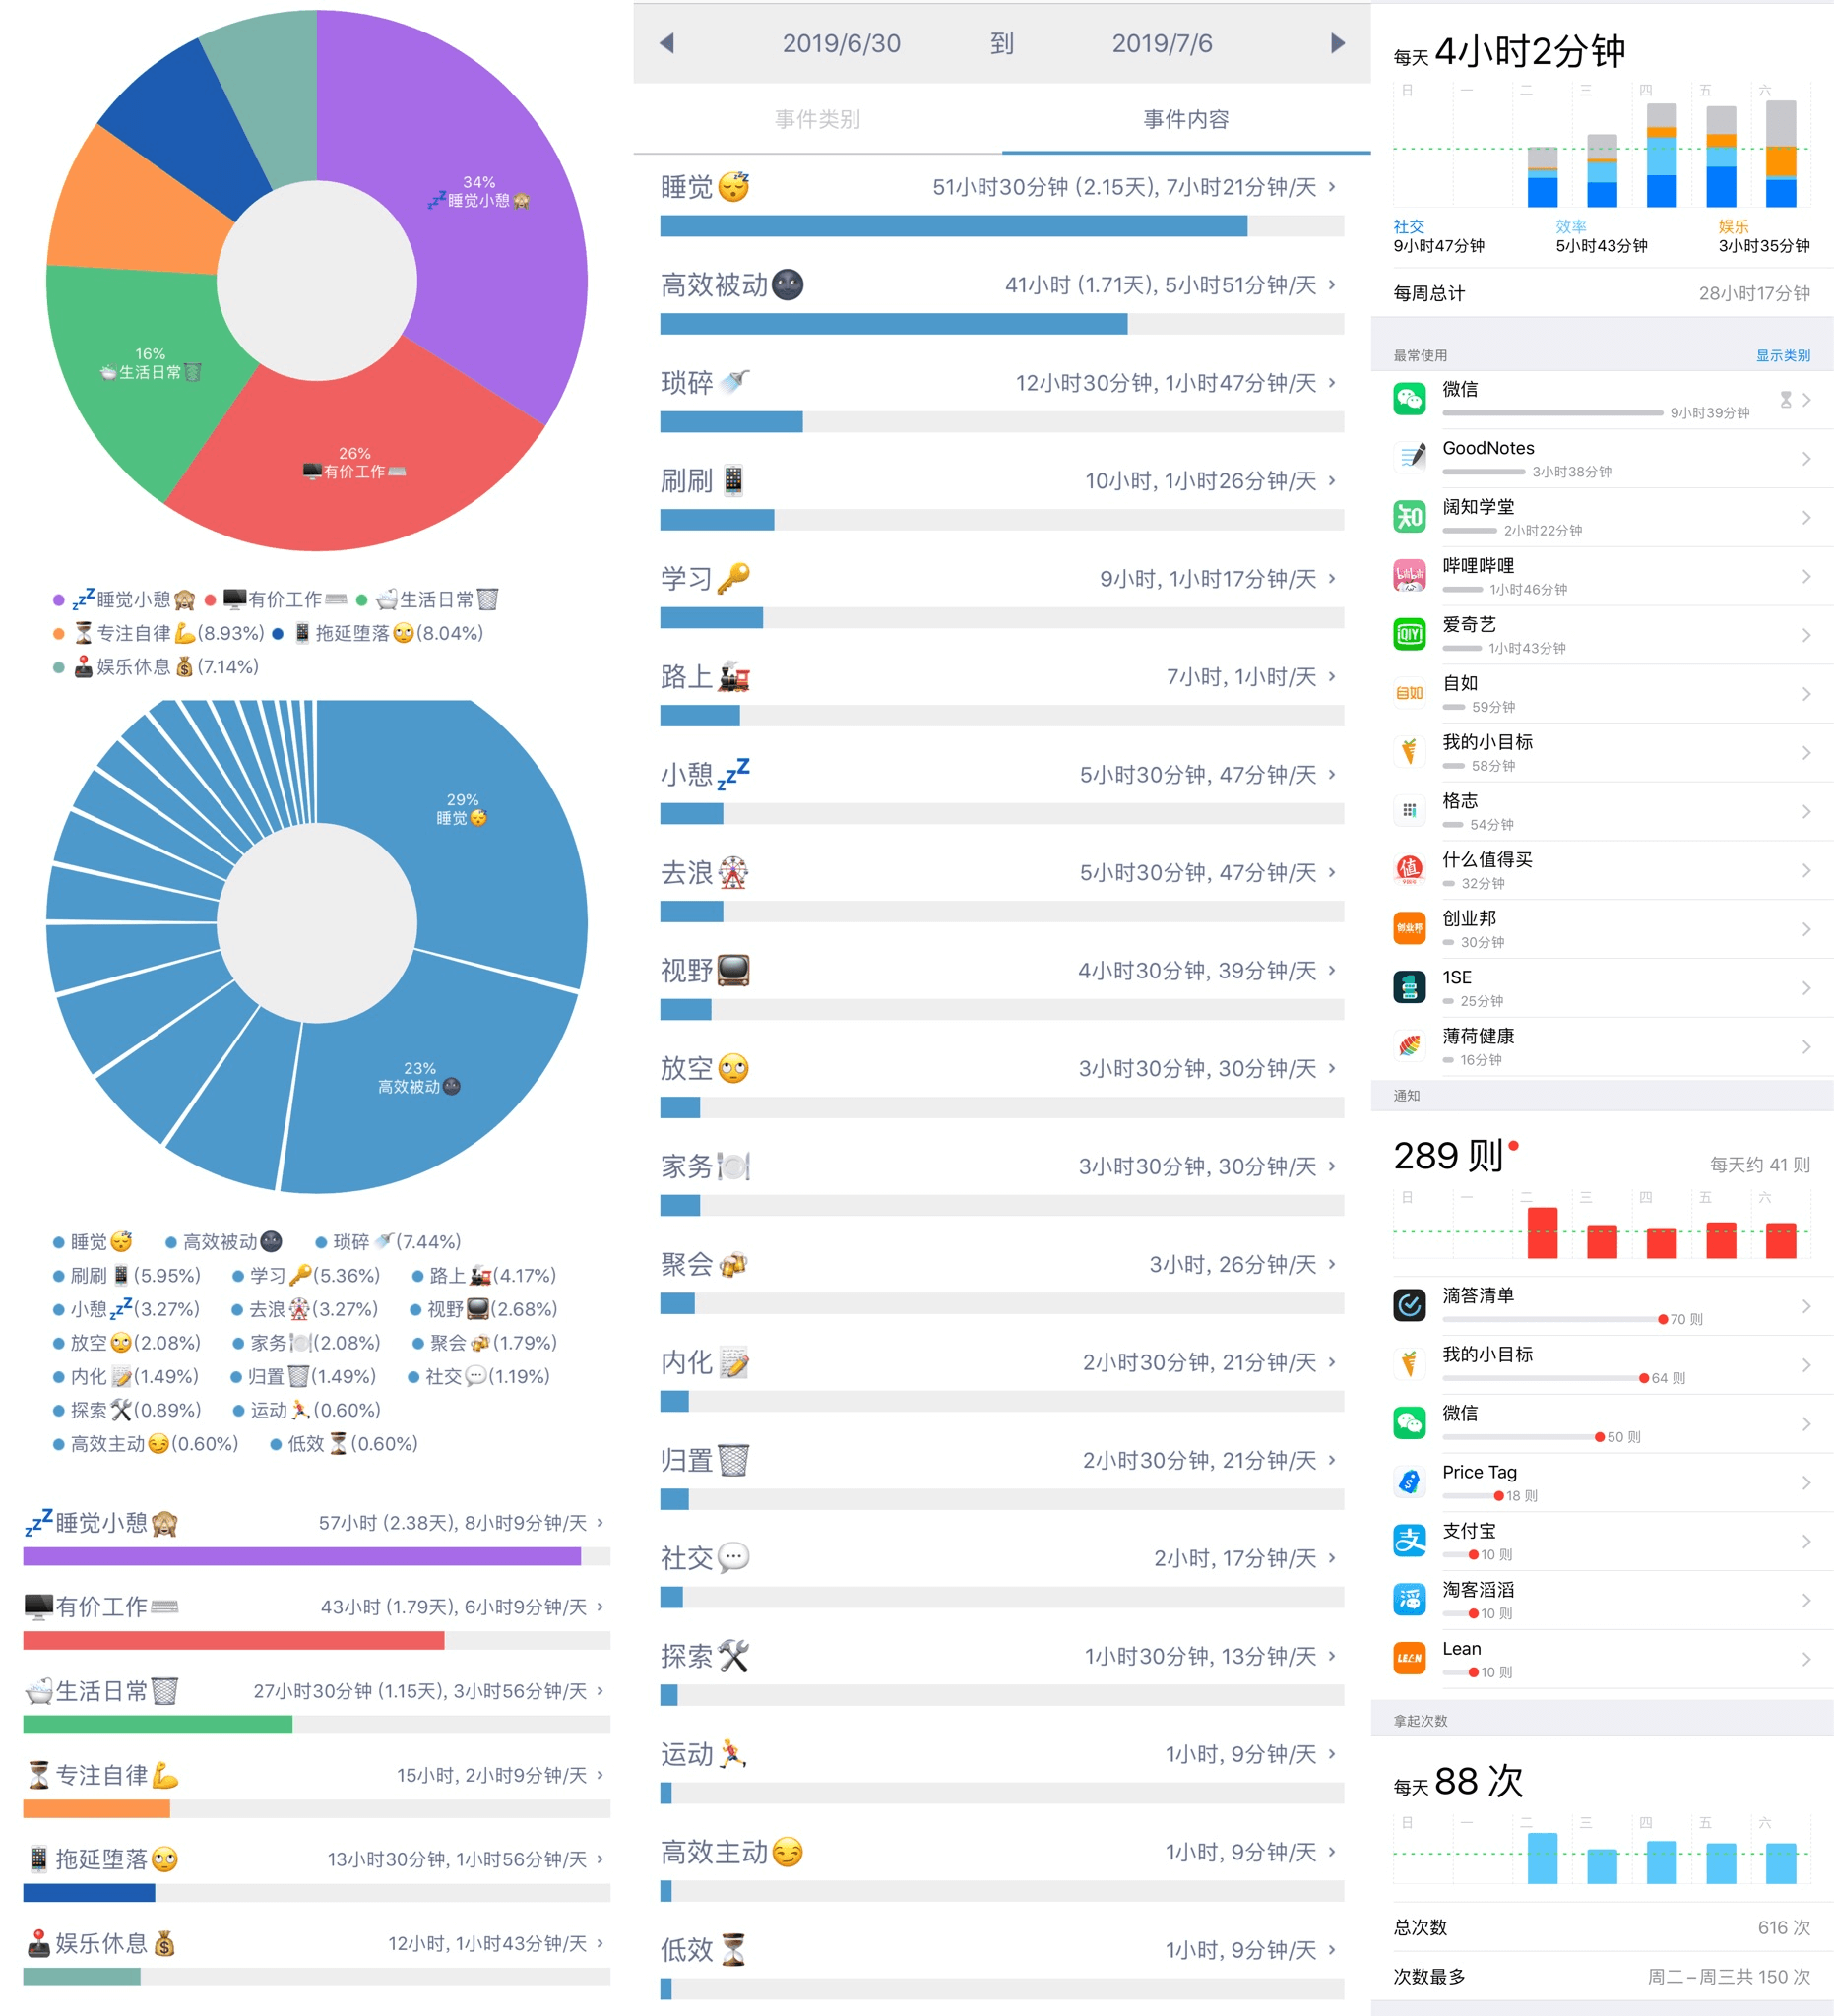 34%
💤睡觉小憩🙈
16%
🛀生活日常🗑
26%
🖥有价工作⌨️
💤睡觉小憩🙈 🖥有价工作⌨️ 🛀生活日常🗑
⏳专注自律💪(8.93%) 📱拖延堕落🙄(8.04%)
🕹娱乐休息💰(7.14%)
29%
睡觉😴
23%
高效被动🌚
睡觉😴 高效被动🌚 琐碎🚿(7.44%)
刷刷📱(5.95%) 学习🔑(5.36%) 路上🚂(4.17%)
小憩💤(3.27%) 去浪🎡(3.27%) 视野📺(2.68%)
放空🙄(2.08%) 家务🍽(2.08%) 聚会🍻(1.79%)
内化📝(1.49%) 归置🗑(1.49%) 社交💬(1.19%)
探索🛠(0.89%) 运动🏃(0.60%)
高效主动😏(0.60%) 低效⏳(0.60%)
💤睡觉小憩🙈 57小时 (2.38天), 8小时9分钟/天 ›
🖥有价工作⌨️ 43小时 (1.79天), 6小时9分钟/天 ›
🛀生活日常🗑 27小时30分钟 (1.15天), 3小时56分钟/天 ›
⏳专注自律💪 15小时, 2小时9分钟/天 ›
📱拖延堕落🙄 13小时30分钟, 1小时56分钟/天 ›
🕹娱乐休息💰 12小时, 1小时43分钟/天 ›
2019/6/30 到 2019/7/6
事件类别 事件内容
睡觉😴 51小时30分钟 (2.15天), 7小时21分钟/天 ›
高效被动🌚 41小时 (1.71天), 5小时51分钟/天 ›
琐碎🚿 12小时30分钟, 1小时47分钟/天 ›
刷刷📱 10小时, 1小时26分钟/天 ›
学习🔑 9小时, 1小时17分钟/天 ›
路上🚂 7小时, 1小时/天 ›
小憩💤 5小时30分钟, 47分钟/天 ›
去浪🎡 5小时30分钟, 47分钟/天 ›
视野📺 4小时30分钟, 39分钟/天 ›
放空🙄 3小时30分钟, 30分钟/天 ›
家务🍽 3小时30分钟, 30分钟/天 ›
聚会🍻 3小时, 26分钟/天 ›
内化📝 2小时30分钟, 21分钟/天 ›
归置🗑 2小时30分钟, 21分钟/天 ›
社交💬 2小时, 17分钟/天 ›
探索🛠 1小时30分钟, 13分钟/天 ›
运动🏃 1小时, 9分钟/天 ›
高效主动😏 1小时, 9分钟/天 ›
低效⏳ 1小时, 9分钟/天 ›
每天 4小时2分钟
日 一 二 三 四 五 六
社交 效率 娱乐
9小时47分钟 5小时43分钟 3小时35分钟
每周总计 28小时17分钟
最常使用 显示类别
微信
9小时39分钟
GoodNotes
3小时38分钟
知 阔知学堂
2小时22分钟
bilibili 哔哩哔哩
1小时46分钟
iQIYI 爱奇艺
1小时43分钟
自如 自如
59分钟
我的小目标
58分钟
格志
54分钟
值 什么值得买
32分钟
创业邦 创业邦
30分钟
1SE
25分钟
薄荷健康
16分钟
通知
289 则 每天约 41 则
日 一 二 三 四 五 六
滴答清单
70 则
我的小目标
64 则
微信
50 则
Price Tag
18 则
支 支付宝
10 则
滔 淘客滔滔
10 则
LEAN Lean
10 则
拿起次数
每天 88 次
日 一 二 三 四 五 六
总次数 616 次
次数最多 周二–周三共 150 次